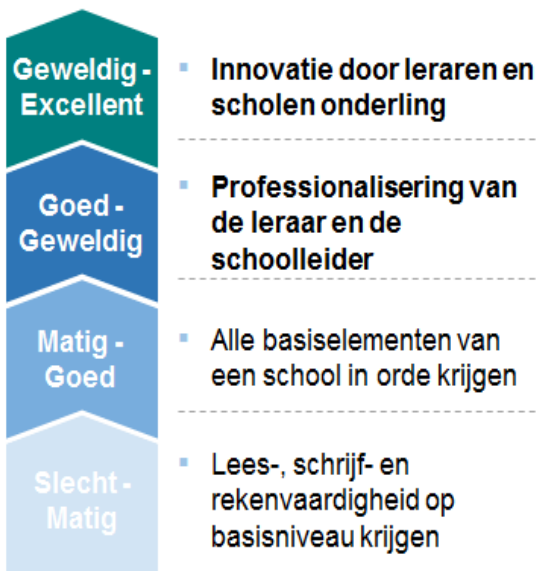 Geweldig -
Excellent
▪ Innovatie door leraren en
scholen onderling
Goed -
Geweldig
▪ Professionalisering van
de leraar en de
schoolleider
Matig -
Goed
▪ Alle basiselementen van
een school in orde krijgen
Slecht -
Matig
▪ Lees-, schrijf- en
rekenvaardigheid op
basisniveau krijgen